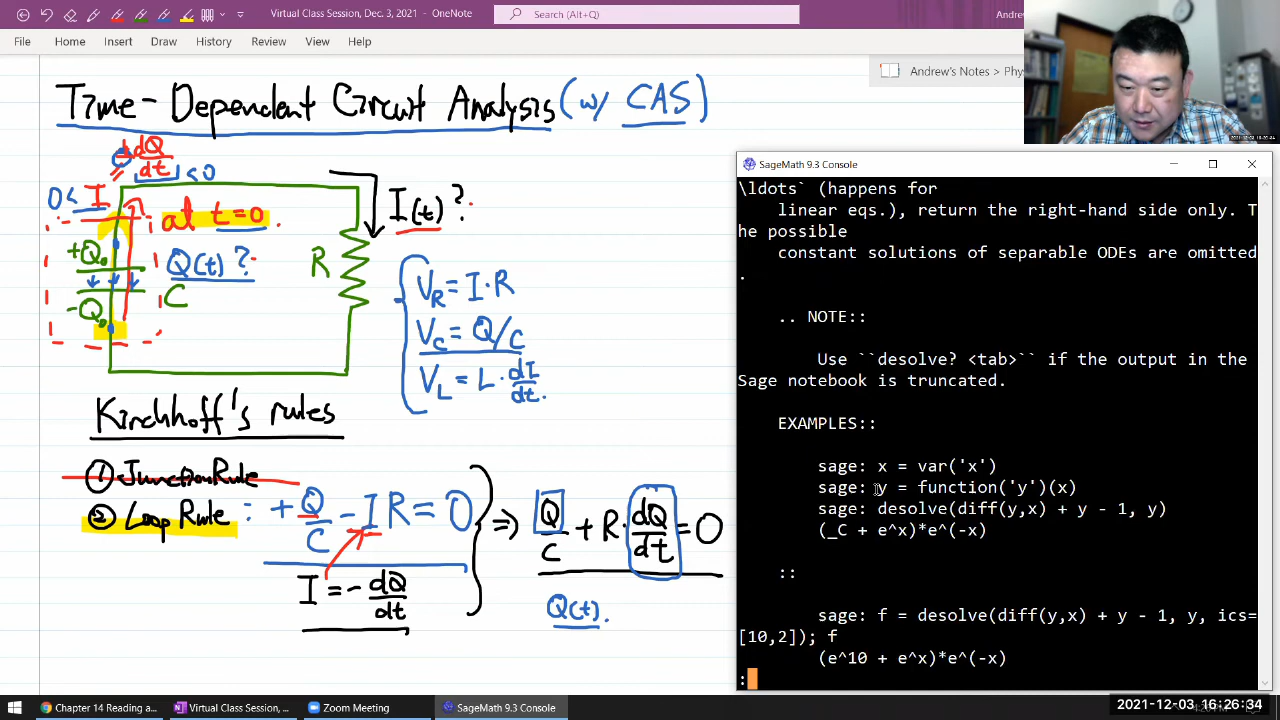 Virtual Class Session, Dec. 3, 2021 - OneNote
Search (Alt+Q)
File
Home
Insert
Draw
History
Review
View
Help
Andrew's Notes > Phy
Time-Dependent Circuit Analysis (w/ CAS)
dQ/dt < 0
0 < I
at t=0.
I(t)?
+Q₀
Q(t)?
R
C
-Q₀
V_R = I·R
V_C = Q/C
V_L = L·dI/dt.
Kirchhoff's rules
① Junction Rule
② Loop Rule : + Q/C - IR = 0
I = - dQ/dt
⇒ Q/C + R·dQ/dt = 0
Q(t).
SageMath 9.3 Console
\ldots` (happens for
linear eqs.), return the right-hand side only. T
he possible
constant solutions of separable ODEs are omitted
.
.. NOTE::
Use ``desolve? <tab>`` if the output in the
Sage notebook is truncated.
EXAMPLES::
sage: x = var('x')
sage: y = function('y')(x)
sage: desolve(diff(y,x) + y - 1, y)
(_C + e^x)*e^(-x)
::
sage: f = desolve(diff(y,x) + y - 1, y, ics=
[10,2]); f
(e^10 + e^x)*e^(-x)
:
Chapter 14 Reading a...
Virtual Class Session,...
Zoom Meeting
SageMath 9.3 Console
2021-12-03 16:26:34